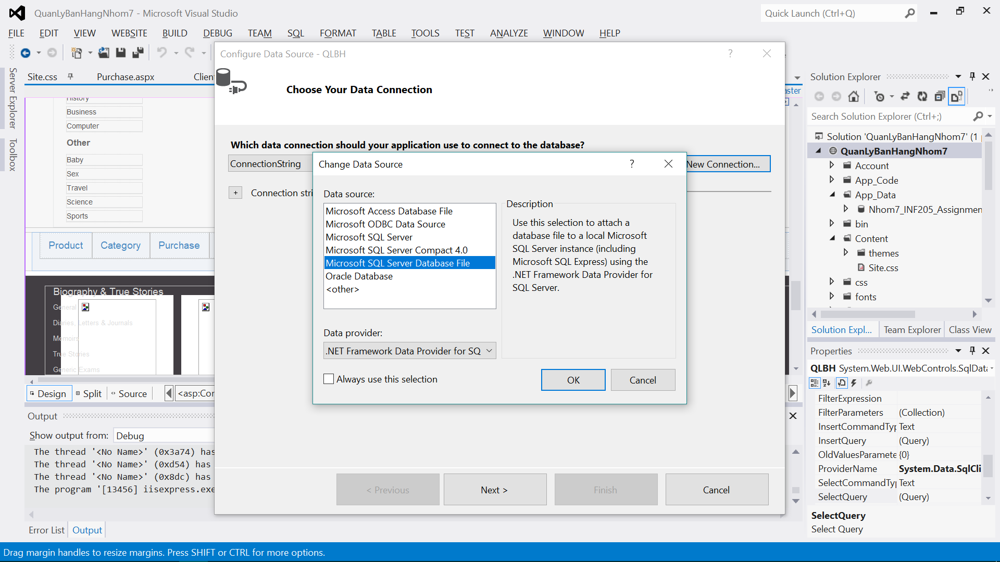 QuanLyBanHangNhom7 - Microsoft Visual Studio
Quick Launch (Ctrl+Q)
FILE EDIT VIEW WEBSITE BUILD DEBUG TEAM SQL FORMAT TABLE TOOLS TEST ANALYZE WINDOW HELP
Server Explorer
Toolbox
Site.css Purchase.aspx Client
aster
History
Business
Computer
Other
Baby
Sex
Travel
Science
Sports
Product Category Purchase
Biography & True Stories
General
Diaries, Letters & Journals
Memoirs
True Stories
Generic Exams
Design Split Source <asp:Cor
Output
Show output from: Debug
The thread '<No Name>' (0x3a74) has
The thread '<No Name>' (0xd54) has
The thread '<No Name>' (0x8dc) has
The program '[13456] iisexpress.exe
Error List Output
Drag margin handles to resize margins. Press SHIFT or CTRL for more options.
Configure Data Source - QLBH
?
Choose Your Data Connection
Which data connection should your application use to connect to the database?
ConnectionString
New Connection...
+ Connection stri
Change Data Source
?
Data source:
Microsoft Access Database File
Microsoft ODBC Data Source
Microsoft SQL Server
Microsoft SQL Server Compact 4.0
Microsoft SQL Server Database File
Oracle Database
<other>
Description
Use this selection to attach a
database file to a local Microsoft
SQL Server instance (including
Microsoft SQL Express) using the
.NET Framework Data Provider for
SQL Server.
Data provider:
.NET Framework Data Provider for SQ
Always use this selection
OK Cancel
< Previous Next > Finish Cancel
Solution Explorer
Search Solution Explorer (Ctrl+;)
Solution 'QuanLyBanHangNhom7' (1
QuanLyBanHangNhom7
Account
App_Code
App_Data
Nhom7_INF205_Assignmen
bin
Content
themes
Site.css
css
fonts
Solution Expl... Team Explorer Class View
Properties
QLBH System.Web.UI.WebControls.SqlData
FilterExpression
FilterParameters (Collection)
InsertCommandTyp Text
InsertQuery (Query)
OldValuesParamete {0}
ProviderName System.Data.SqlCli
SelectCommandTyp Text
SelectQuery (Query)
SelectQuery
Select Query